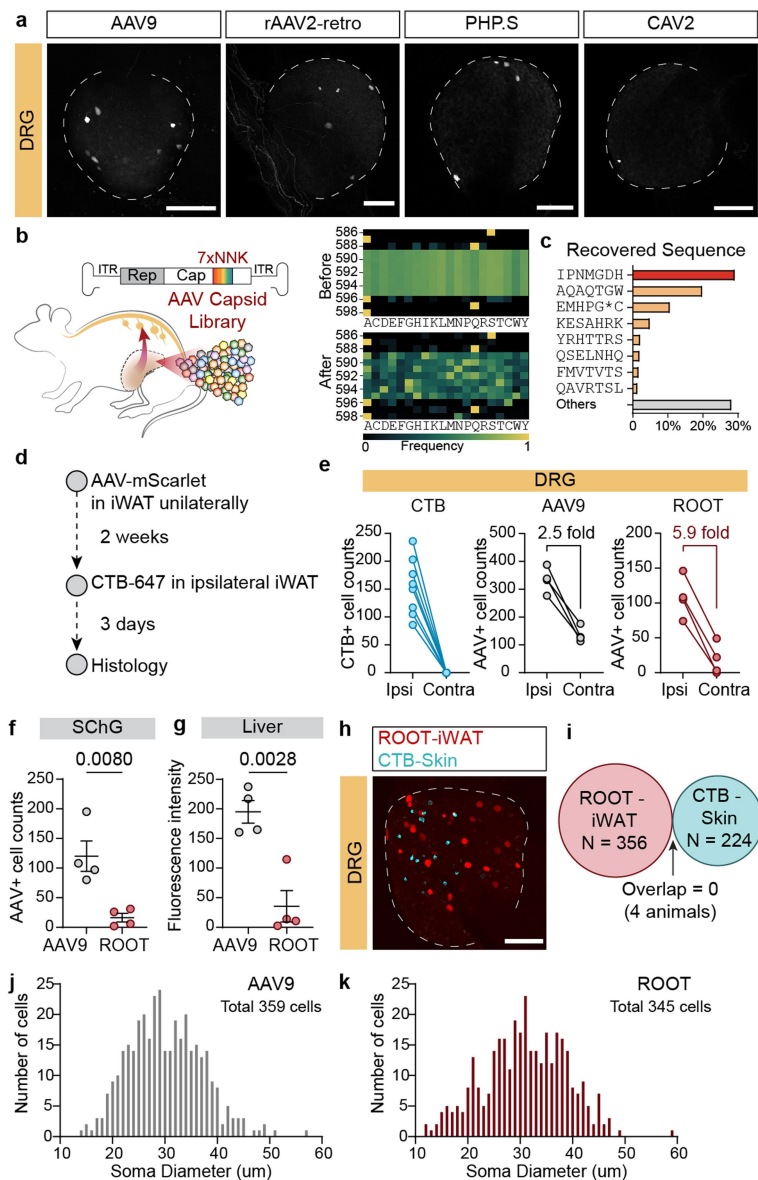 a
AAV9
rAAV2-retro
PHP.S
CAV2
DRG
b
ITR
Rep
Cap
7xNNK
ITR
AAV Capsid
Library
Before
586
588
590
592
594
596
598
ACDEFGHIKLMNPQRSTCWY
After
586
588
590
592
594
596
598
ACDEFGHIKLMNPQRSTCWY
0
Frequency
1
c
Recovered Sequence
IPNMGDH
AQAQTGW
EMHPG*C
KESAHRK
YRHTTRS
QSELNHQ
FMVTVTS
QAVRTSL
Others
0 10% 20% 30%
d
AAV-mScarlet
in iWAT unilaterally
2 weeks
CTB-647 in ipsilateral iWAT
3 days
Histology
e
DRG
CTB
CTB+ cell counts
250
200
150
100
50
0
Ipsi Contra
AAV9
2.5 fold
AAV+ cell counts
500
400
300
200
100
0
Ipsi Contra
ROOT
5.9 fold
AAV+ cell counts
200
150
100
50
0
Ipsi Contra
f
SChG
0.0080
AAV+ cell counts
250
200
150
100
50
0
AAV9 ROOT
g
Liver
0.0028
Fluorescence intensity
250
200
150
100
50
0
AAV9 ROOT
h
ROOT-iWAT
CTB-Skin
DRG
i
ROOT -
iWAT
N = 356
CTB -
Skin
N = 224
Overlap = 0
(4 animals)
j
AAV9
Total 359 cells
Number of cells
25
20
15
10
5
0
10 20 30 40 50 60
Soma Diameter (um)
k
ROOT
Total 345 cells
Number of cells
25
20
15
10
5
0
10 20 30 40 50 60
Soma Diameter (um)